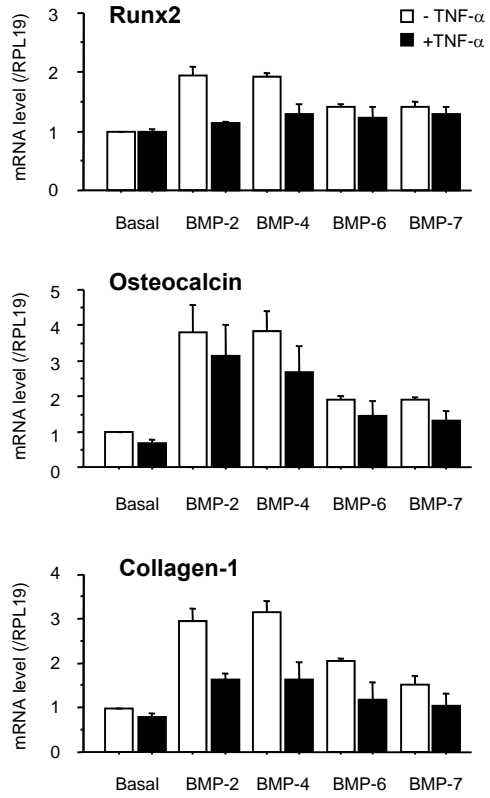 Runx2
- TNF-α
+TNF-α
mRNA level (/RPL19)
3
2
1
0
Basal BMP-2 BMP-4 BMP-6 BMP-7
Osteocalcin
mRNA level (/RPL19)
5
4
3
2
1
0
Basal BMP-2 BMP-4 BMP-6 BMP-7
Collagen-1
mRNA level (/RPL19)
4
3
2
1
0
Basal BMP-2 BMP-4 BMP-6 BMP-7